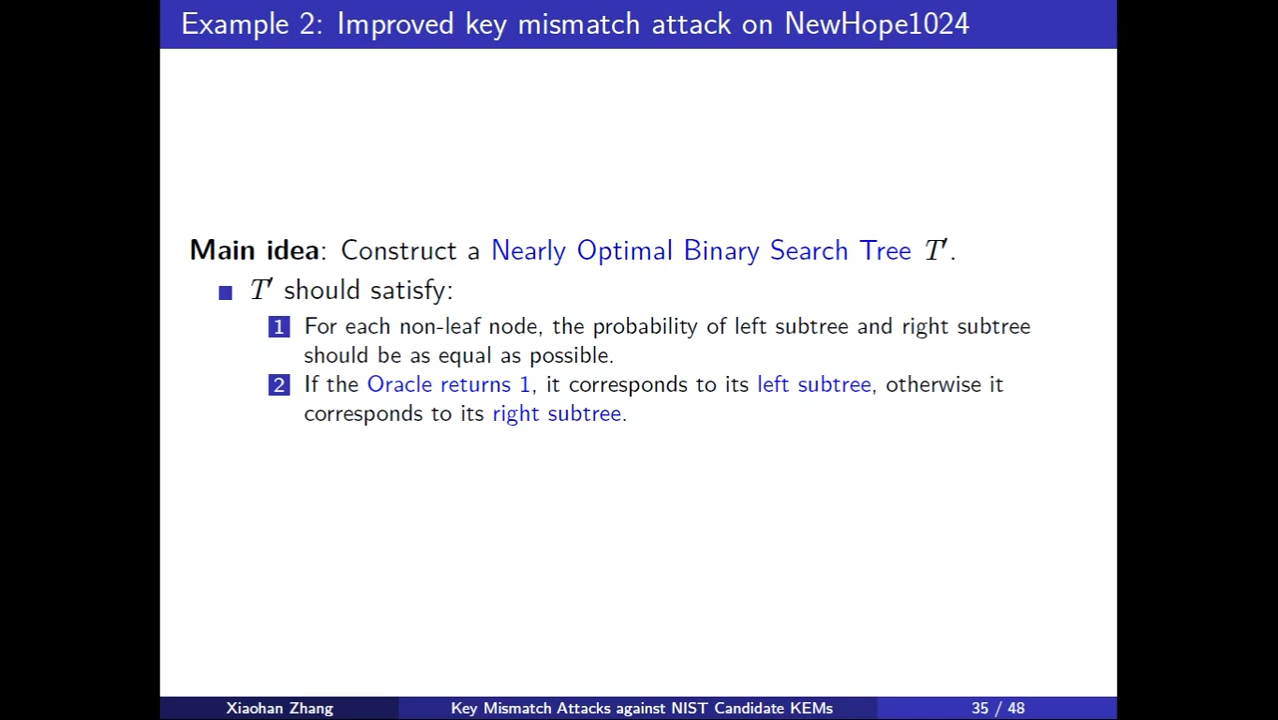 Example 2: Improved key mismatch attack on NewHope1024
Main idea: Construct a Nearly Optimal Binary Search Tree T′.
T′ should satisfy:
1 For each non-leaf node, the probability of left subtree and right subtree
should be as equal as possible.
2 If the Oracle returns 1, it corresponds to its left subtree, otherwise it
corresponds to its right subtree.
Xiaohan Zhang Key Mismatch Attacks against NIST Candidate KEMs 35 / 48